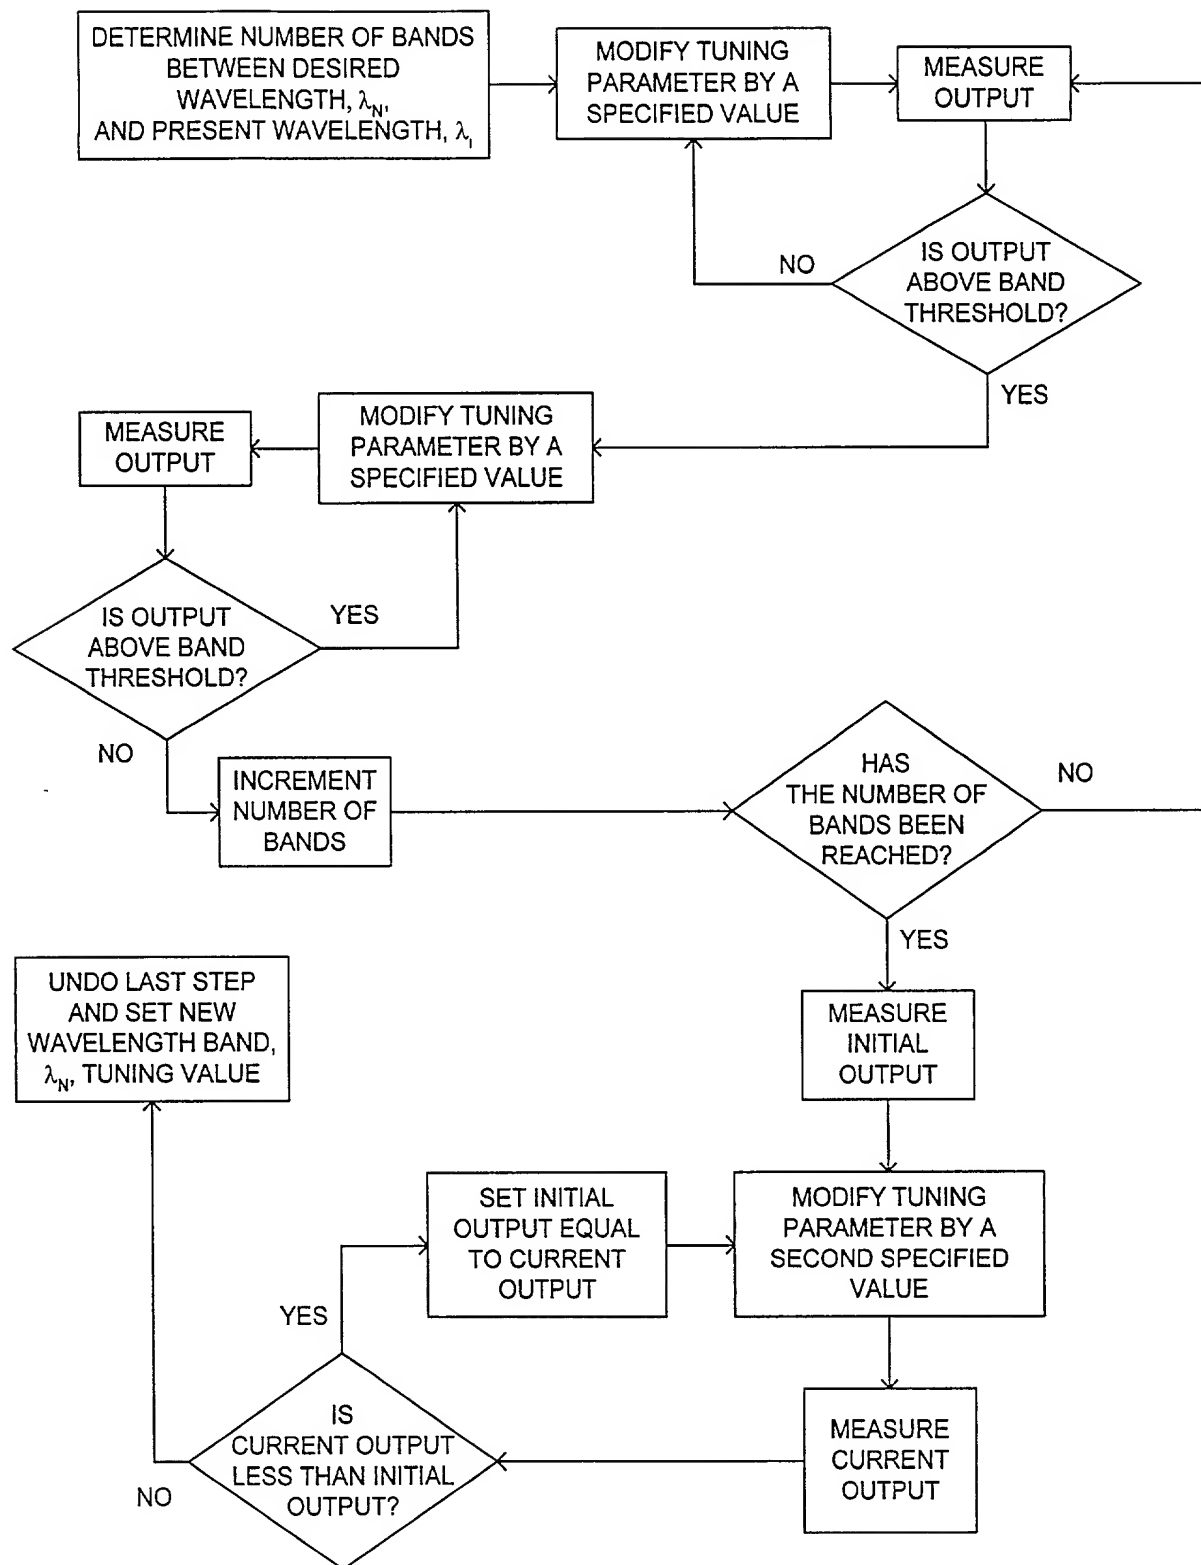 DETERMINE NUMBER OF BANDS
BETWEEN DESIRED
WAVELENGTH, λN,
AND PRESENT WAVELENGTH, λI
MODIFY TUNING
PARAMETER BY A
SPECIFIED VALUE
MEASURE
OUTPUT
IS OUTPUT
ABOVE BAND
THRESHOLD?
NO
YES
MODIFY TUNING
PARAMETER BY A
SPECIFIED VALUE
MEASURE
OUTPUT
IS OUTPUT
ABOVE BAND
THRESHOLD?
YES
NO
INCREMENT
NUMBER OF
BANDS
HAS
THE NUMBER OF
BANDS BEEN
REACHED?
NO
YES
MEASURE
INITIAL
OUTPUT
MODIFY TUNING
PARAMETER BY A
SECOND SPECIFIED
VALUE
MEASURE
CURRENT
OUTPUT
IS
CURRENT OUTPUT
LESS THAN INITIAL
OUTPUT?
YES
SET INITIAL
OUTPUT EQUAL
TO CURRENT
OUTPUT
NO
UNDO LAST STEP
AND SET NEW
WAVELENGTH BAND,
λN, TUNING VALUE